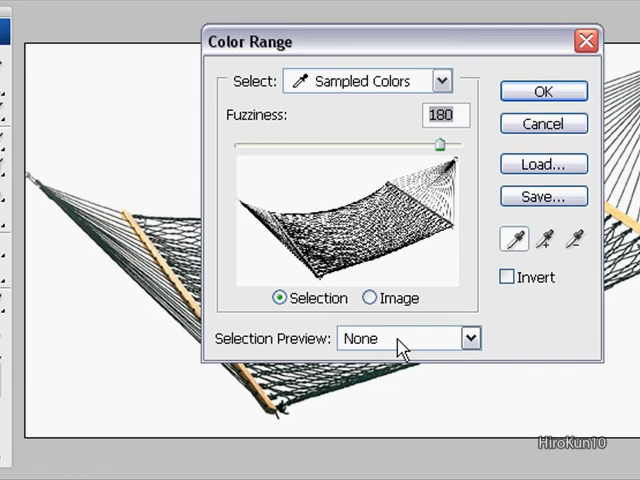 Color Range
Select: Sampled Colors
Fuzziness: 180
OK
Cancel
Load...
Save...
Invert
Selection Image
Selection Preview: None
HiroKun10